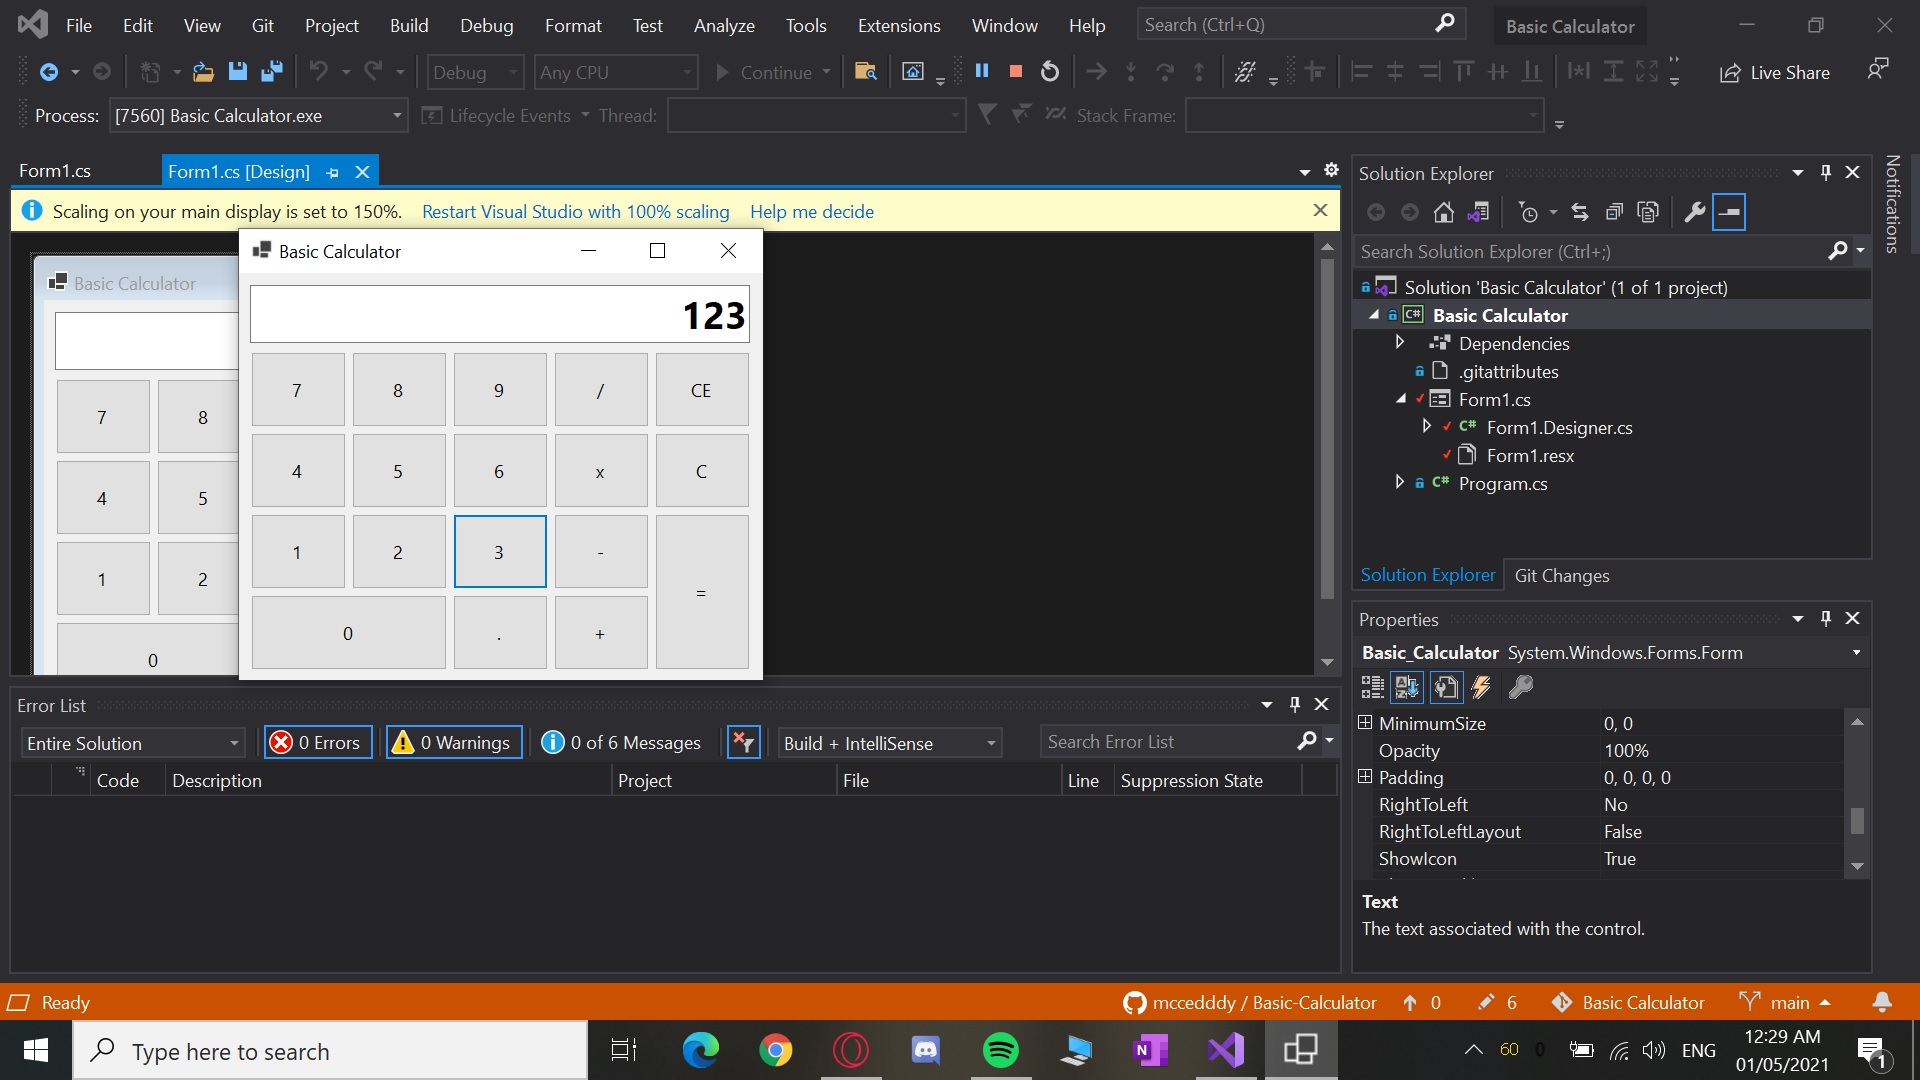 File Edit View Git Project Build Debug Format Test Analyze Tools Extensions Window Help Search (Ctrl+Q) Basic Calculator
Debug Any CPU Continue Live Share
Process: [7560] Basic Calculator.exe Lifecycle Events Thread: Stack Frame:
Form1.cs Form1.cs [Design]
Scaling on your main display is set to 150%. Restart Visual Studio with 100% scaling Help me decide
Basic Calculator
7 8
4 5
1 2
0
Basic Calculator
123
7 8 9 / CE
4 5 6 x C
1 2 3 - =
0 . +
Solution Explorer
Search Solution Explorer (Ctrl+;)
Solution 'Basic Calculator' (1 of 1 project)
C# Basic Calculator
Dependencies
.gitattributes
Form1.cs
C# Form1.Designer.cs
Form1.resx
C# Program.cs
Solution Explorer Git Changes
Notifications
Properties
Basic_Calculator System.Windows.Forms.Form
MinimumSize 0, 0
Opacity 100%
Padding 0, 0, 0, 0
RightToLeft No
RightToLeftLayout False
ShowIcon True
Text
The text associated with the control.
Error List
Entire Solution 0 Errors 0 Warnings 0 of 6 Messages Build + IntelliSense Search Error List
Code Description Project File Line Suppression State
Ready mccedddy / Basic-Calculator 0 6 Basic Calculator main
Type here to search
60 0 ENG 12:29 AM
01/05/2021
1